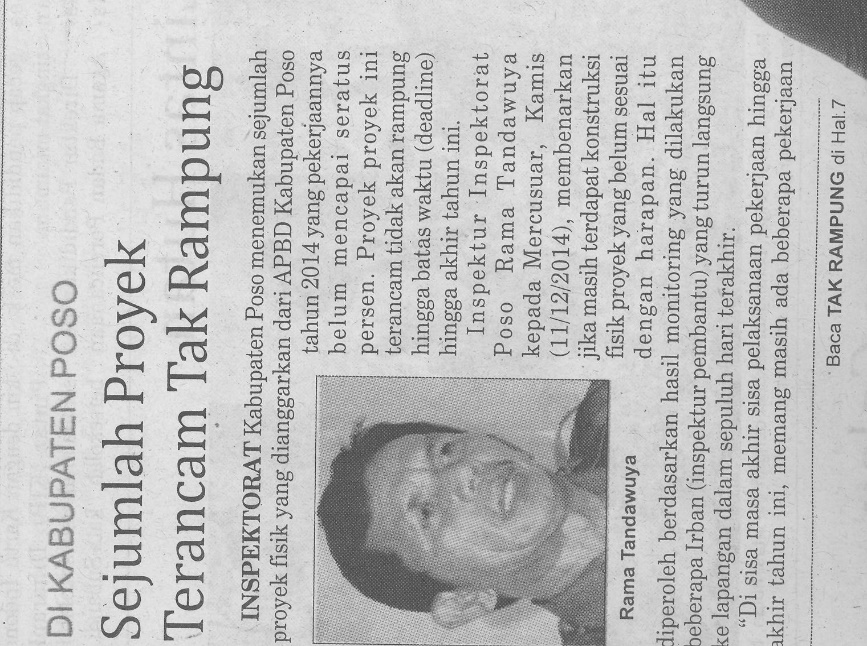 DI KABUPATEN POSO
Sejumlah Proyek
Terancam Tak Rampung
INSPEKTORAT Kabupaten Poso menemukan sejumlah
proyek fisik yang dianggarkan dari APBD Kabupaten Poso
tahun 2014 yang pekerjaannya
belum mencapai seratus
persen. Proyek proyek ini
terancam tidak akan rampung
hingga batas waktu (deadline)
hingga akhir tahun ini.
Inspektur Inspektorat
Poso Rama Tandawuya
kepada Mercusuar, Kamis
(11/12/2014), membenarkan
jika masih terdapat konstruksi
fisik proyek yang belum sesuai
dengan harapan. Hal itu
Rama Tandawuya
diperoleh berdasarkan hasil monitoring yang dilakukan
beberapa Irban (inspektur pembantu) yang turun langsung
ke lapangan dalam sepuluh hari terakhir.
“Di sisa masa akhir sisa pelaksanaan pekerjaan hingga
akhir tahun ini, memang masih ada beberapa pekerjaan
Baca TAK RAMPUNG di Hal.7